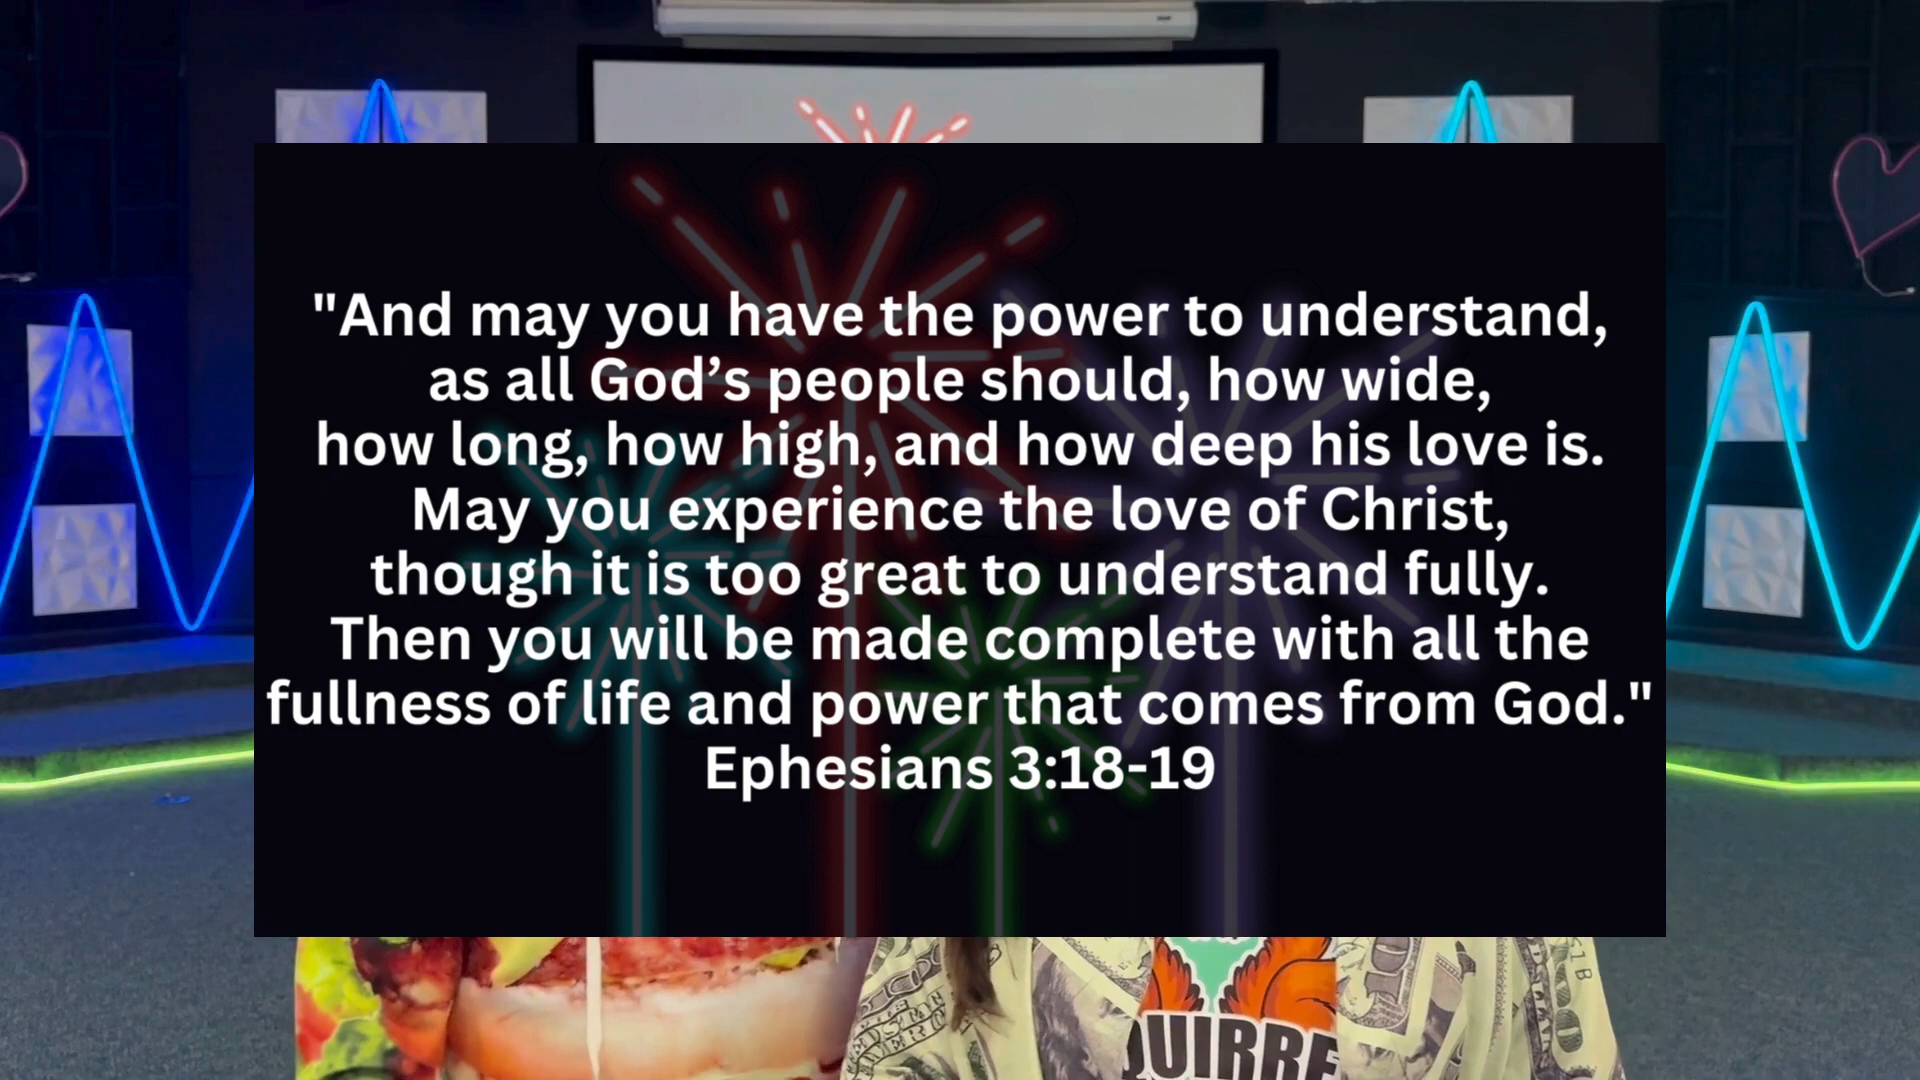 "And may you have the power to understand,
as all God’s people should, how wide,
how long, how high, and how deep his love is.
May you experience the love of Christ,
though it is too great to understand fully.
Then you will be made complete with all the
fullness of life and power that comes from God."
Ephesians 3:18-19
QUIRRE